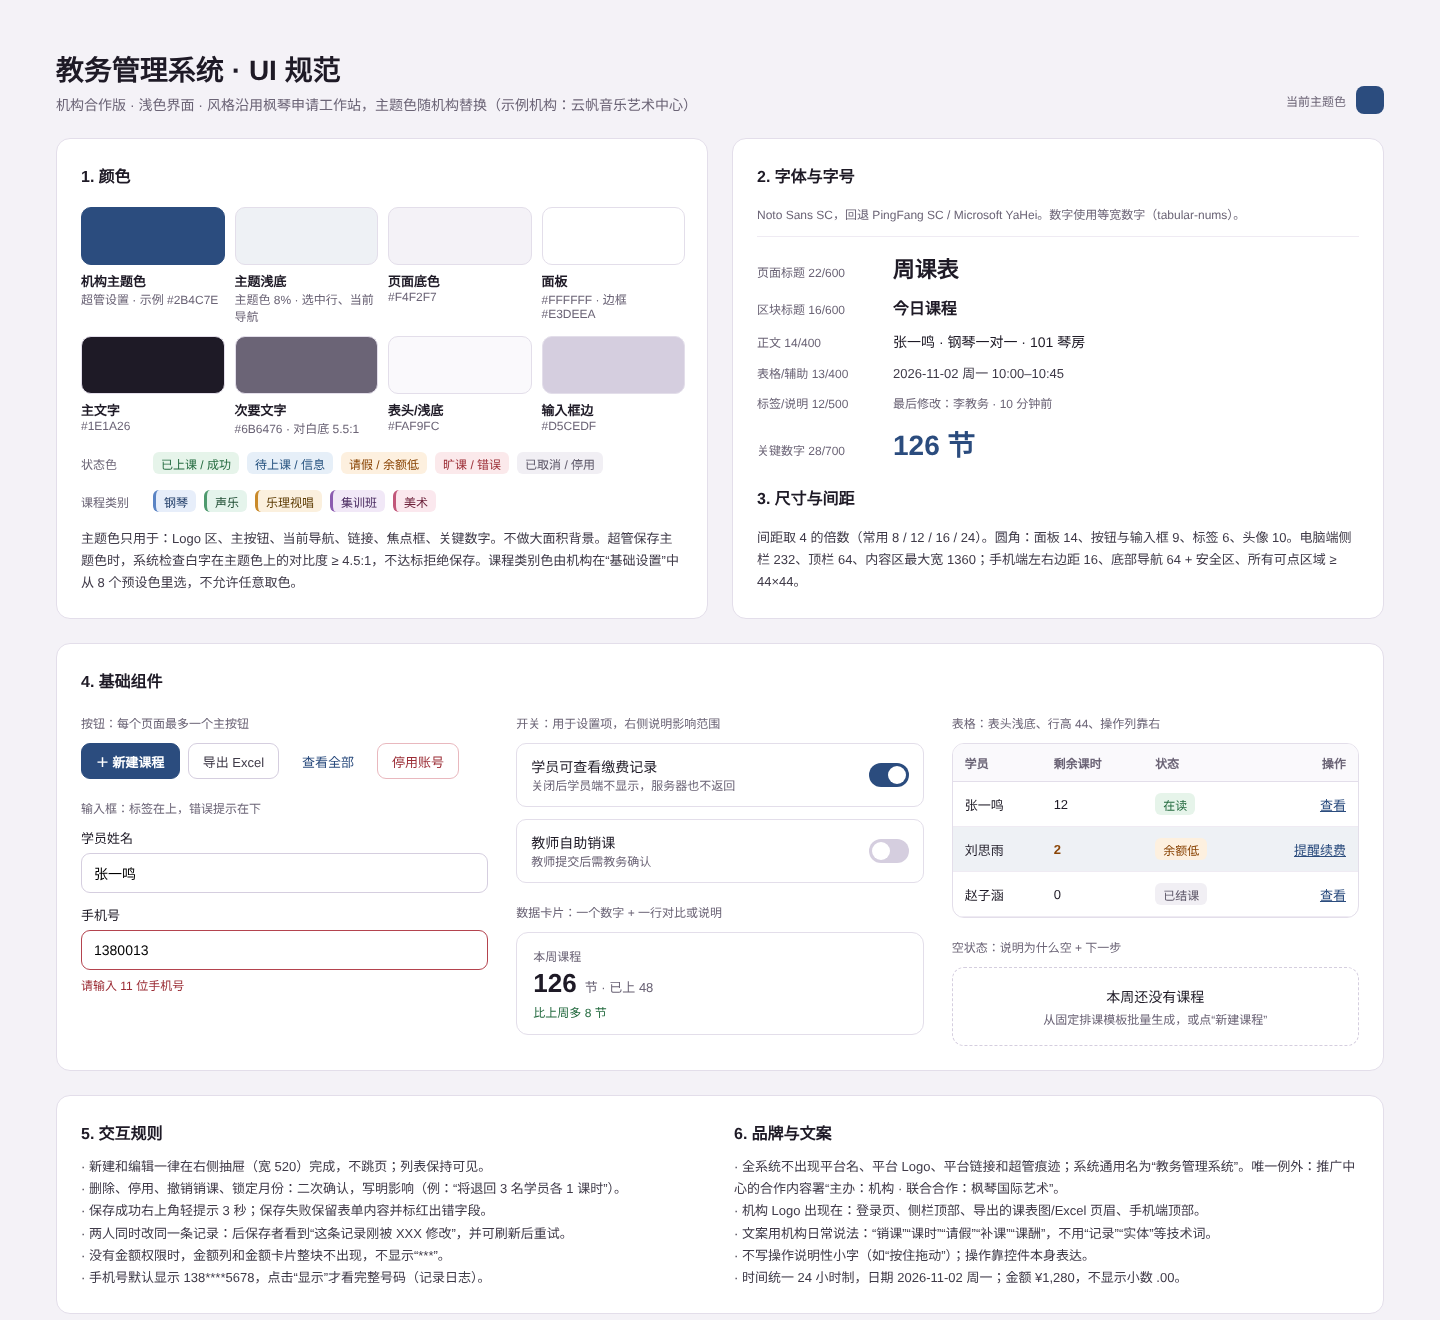 教务管理系统 · UI 规范
机构合作版 · 浅色界面 · 风格沿用枫琴申请工作站，主题色随机构替换（示例机构：云帆音乐艺术中心）
当前主题色
1. 颜色
机构主题色
超管设置 · 示例 #2B4C7E
主题浅底
主题色 8% · 选中行、当前
导航
页面底色
#F4F2F7
面板
#FFFFFF · 边框
#E3DEEA
主文字
#1E1A26
次要文字
#6B6476 · 对白底 5.5:1
表头/浅底
#FAF9FC
输入框边
#D5CEDF
状态色 已上课 / 成功 待上课 / 信息 请假 / 余额低 旷课 / 错误 已取消 / 停用
课程类别 钢琴 声乐 乐理视唱 集训班 美术
主题色只用于：Logo 区、主按钮、当前导航、链接、焦点框、关键数字。不做大面积背景。超管保存主
题色时，系统检查白字在主题色上的对比度 ≥ 4.5:1，不达标拒绝保存。课程类别色由机构在“基础设置”中
从 8 个预设色里选，不允许任意取色。
2. 字体与字号
Noto Sans SC，回退 PingFang SC / Microsoft YaHei。数字使用等宽数字（tabular-nums）。
页面标题 22/600 周课表
区块标题 16/600 今日课程
正文 14/400 张一鸣 · 钢琴一对一 · 101 琴房
表格/辅助 13/400 2026-11-02 周一 10:00–10:45
标签/说明 12/500 最后修改：李教务 · 10 分钟前
关键数字 28/700 126 节
3. 尺寸与间距
间距取 4 的倍数（常用 8 / 12 / 16 / 24）。圆角：面板 14、按钮与输入框 9、标签 6、头像 10。电脑端侧
栏 232、顶栏 64、内容区最大宽 1360；手机端左右边距 16、底部导航 64 + 安全区、所有可点区域 ≥
44×44。
4. 基础组件
按钮：每个页面最多一个主按钮
＋ 新建课程 导出 Excel 查看全部 停用账号
输入框：标签在上，错误提示在下
学员姓名
张一鸣
手机号
1380013
请输入 11 位手机号
开关：用于设置项，右侧说明影响范围
学员可查看缴费记录
关闭后学员端不显示，服务器也不返回
教师自助销课
教师提交后需教务确认
数据卡片：一个数字 + 一行对比或说明
本周课程
126 节 · 已上 48
比上周多 8 节
表格：表头浅底、行高 44、操作列靠右
学员 剩余课时 状态 操作
张一鸣 12 在读 查看
刘思雨 2 余额低 提醒续费
赵子涵 0 已结课 查看
空状态：说明为什么空 + 下一步
本周还没有课程
从固定排课模板批量生成，或点“新建课程”
5. 交互规则
· 新建和编辑一律在右侧抽屉（宽 520）完成，不跳页；列表保持可见。
· 删除、停用、撤销销课、锁定月份：二次确认，写明影响（例：“将退回 3 名学员各 1 课时”）。
· 保存成功右上角轻提示 3 秒；保存失败保留表单内容并标红出错字段。
· 两人同时改同一条记录：后保存者看到“这条记录刚被 XXX 修改”，并可刷新后重试。
· 没有金额权限时，金额列和金额卡片整块不出现，不显示“***”。
· 手机号默认显示 138****5678，点击“显示”才看完整号码（记录日志）。
6. 品牌与文案
· 全系统不出现平台名、平台 Logo、平台链接和超管痕迹；系统通用名为“教务管理系统”。唯一例外：推广中
心的合作内容署“主办：机构 · 联合合作：枫琴国际艺术”。
· 机构 Logo 出现在：登录页、侧栏顶部、导出的课表图/Excel 页眉、手机端顶部。
· 文案用机构日常说法：“销课”“课时”“请假”“补课”“课酬”，不用“记录”“实体”等技术词。
· 不写操作说明性小字（如“按住拖动”）；操作靠控件本身表达。
· 时间统一 24 小时制，日期 2026-11-02 周一；金额 ¥1,280，不显示小数 .00。